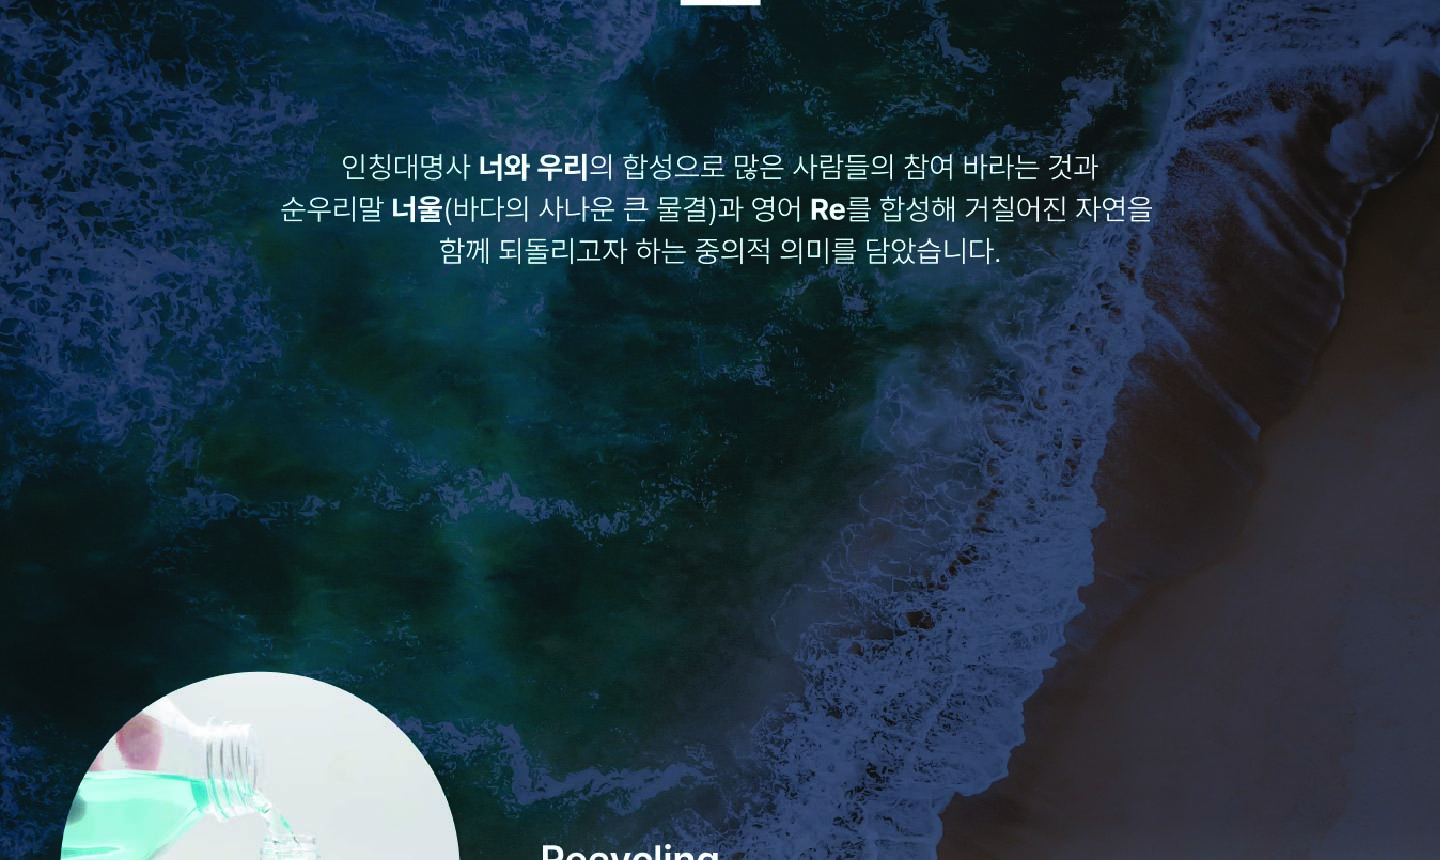 인칭대명사 너와 우리의 합성으로 많은 사람들의 참여 바라는 것과
순우리말 너울(바다의 사나운 큰 물결)과 영어 Re를 합성해 거칠어진 자연을
함께 되돌리고자 하는 중의적 의미를 담았습니다.
Recycling